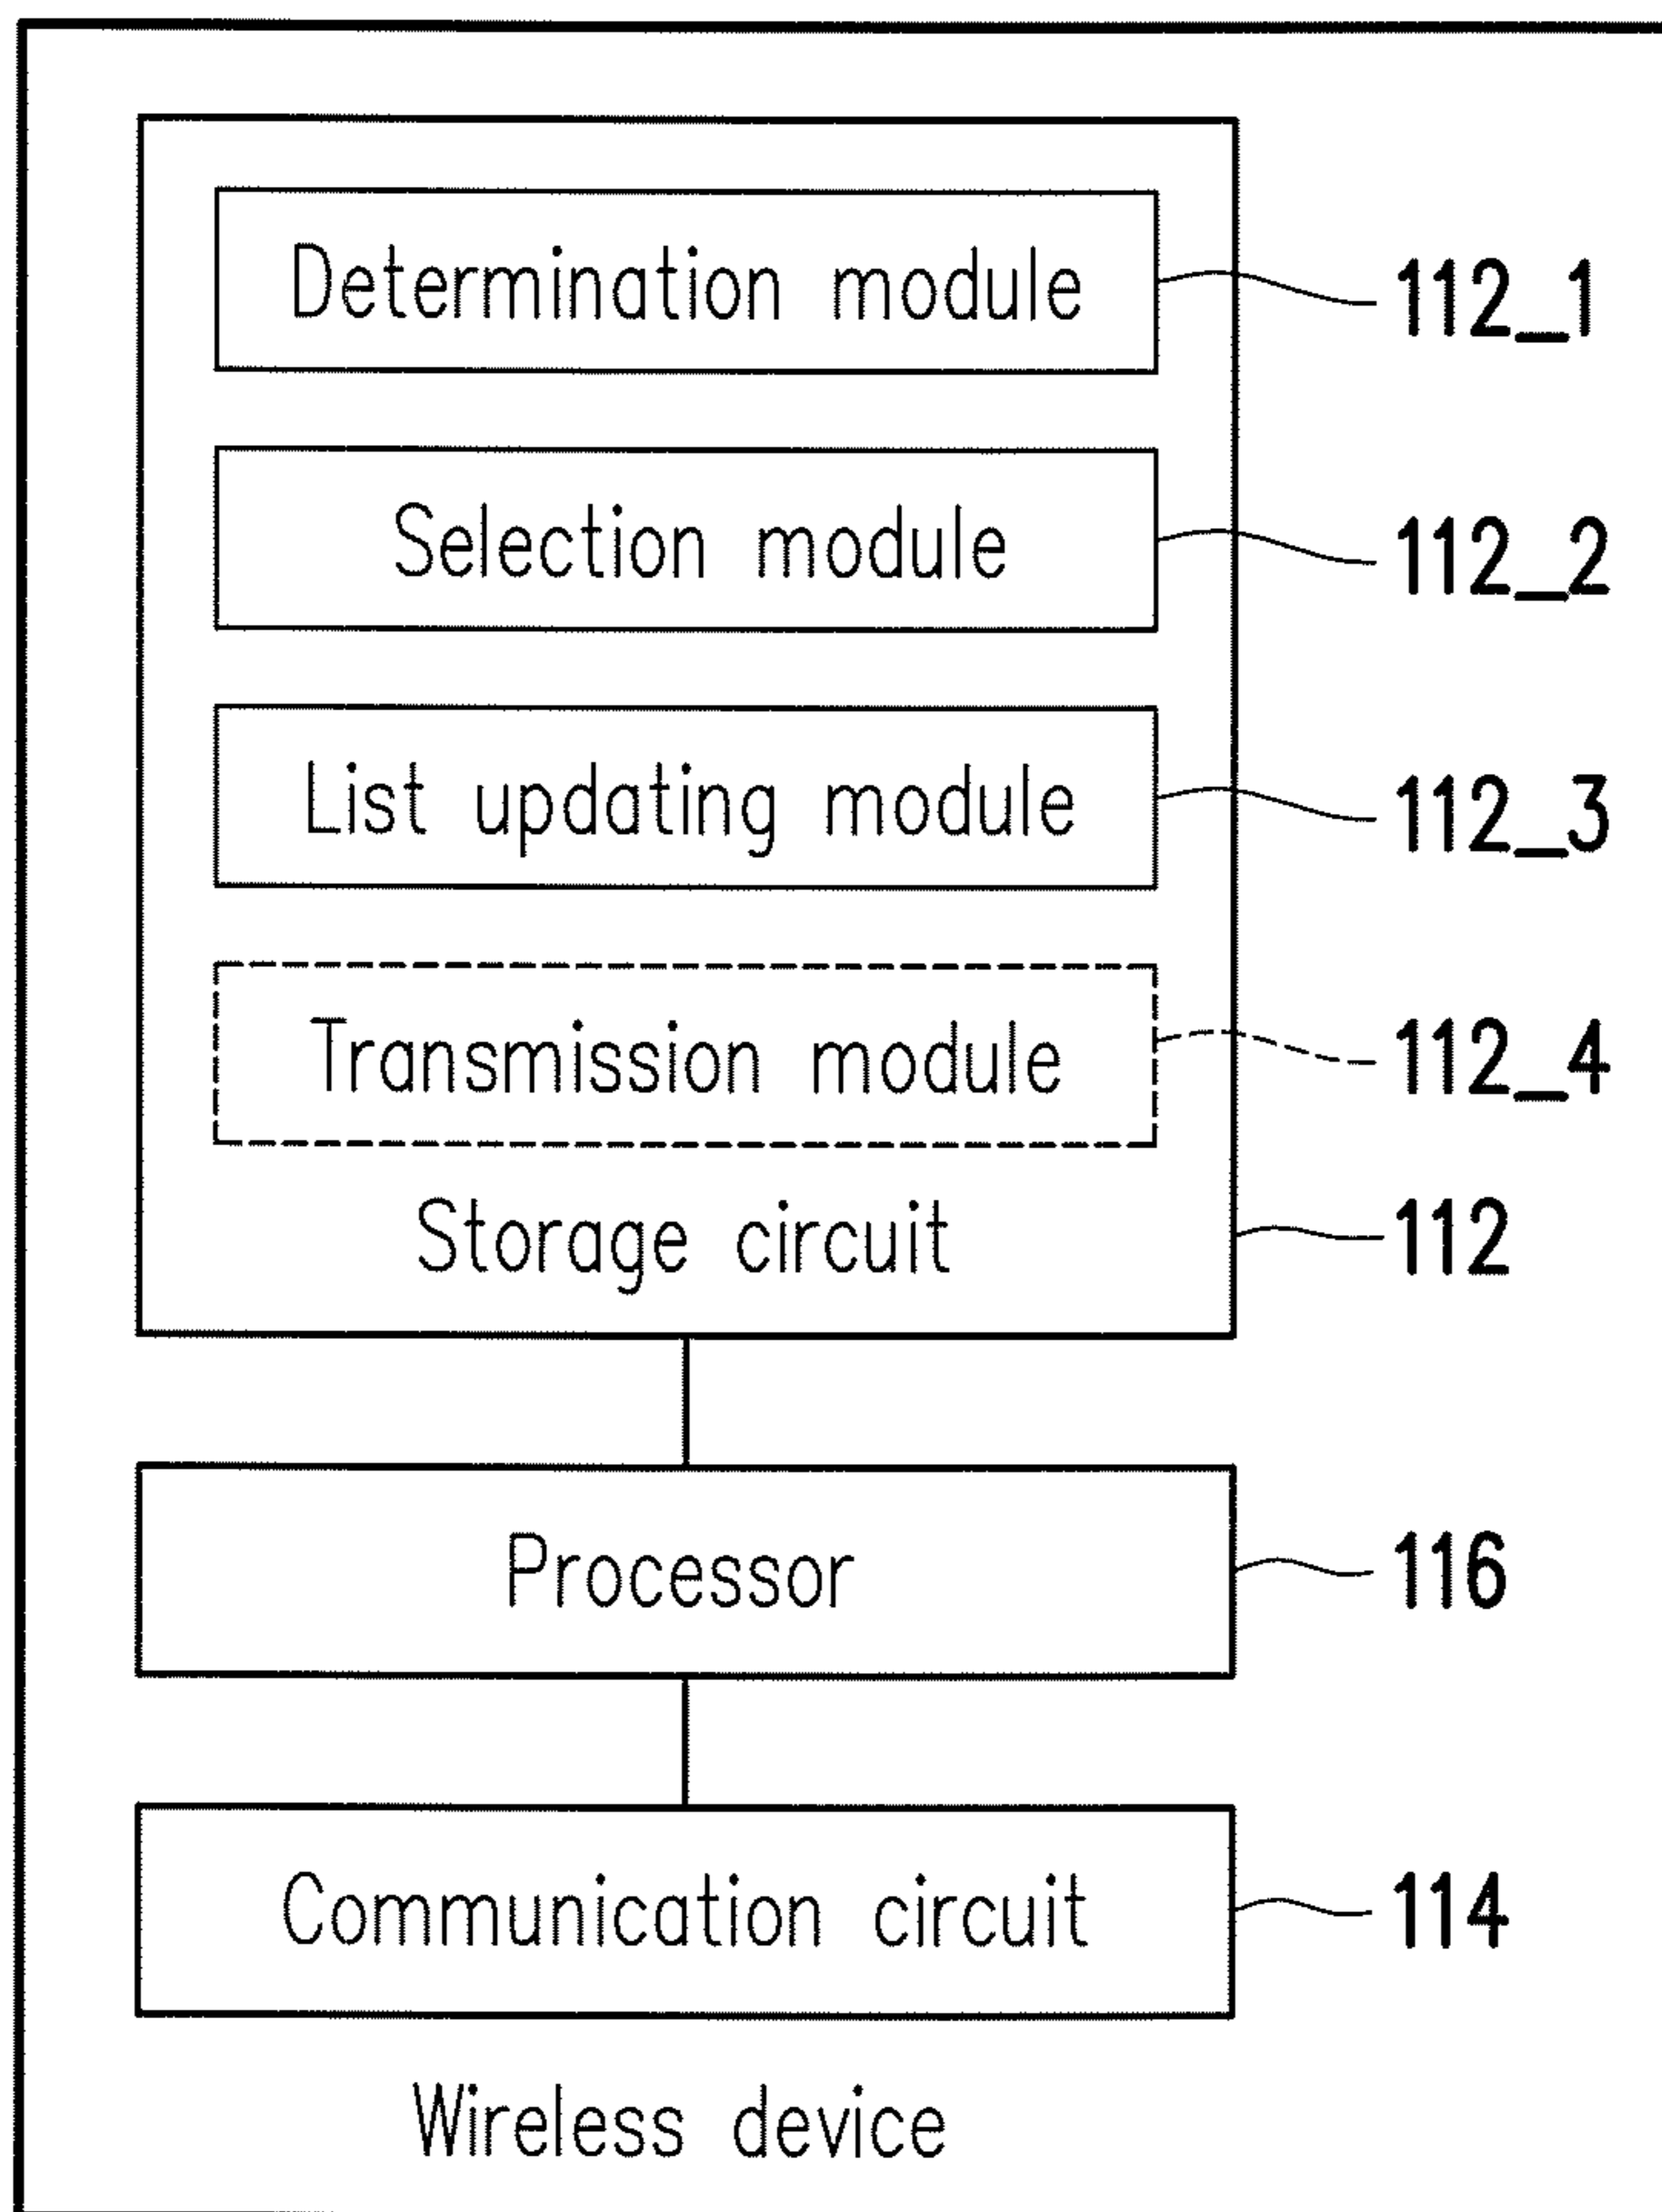 Determination module 112_1
Selection module 112_2
List updating module 112_3
Transmission module 112_4
Storage circuit 112
Processor 116
Communication circuit 114
Wireless device